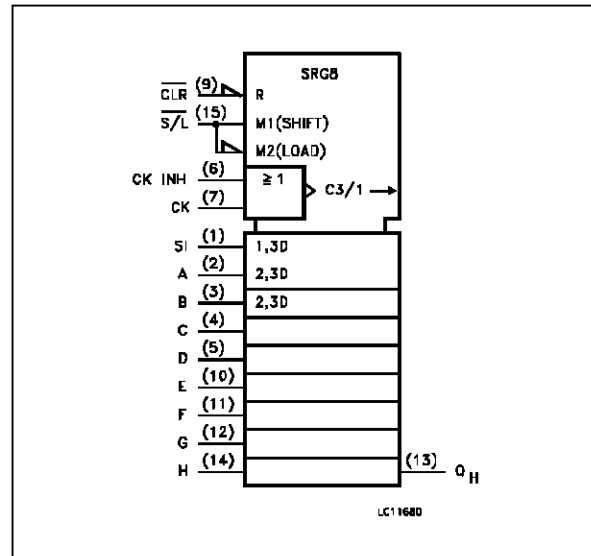 SRG8
CLR (9) R
S/L (15) M1(SHIFT)
M2(LOAD)
CK INH (6) ≥1 C3/1
CK (7)
SI (1) 1,3D
A (2) 2,3D
B (3) 2,3D
C (4)
D (5)
E (10)
F (11)
G (12)
H (14) (13) QH
LC11680